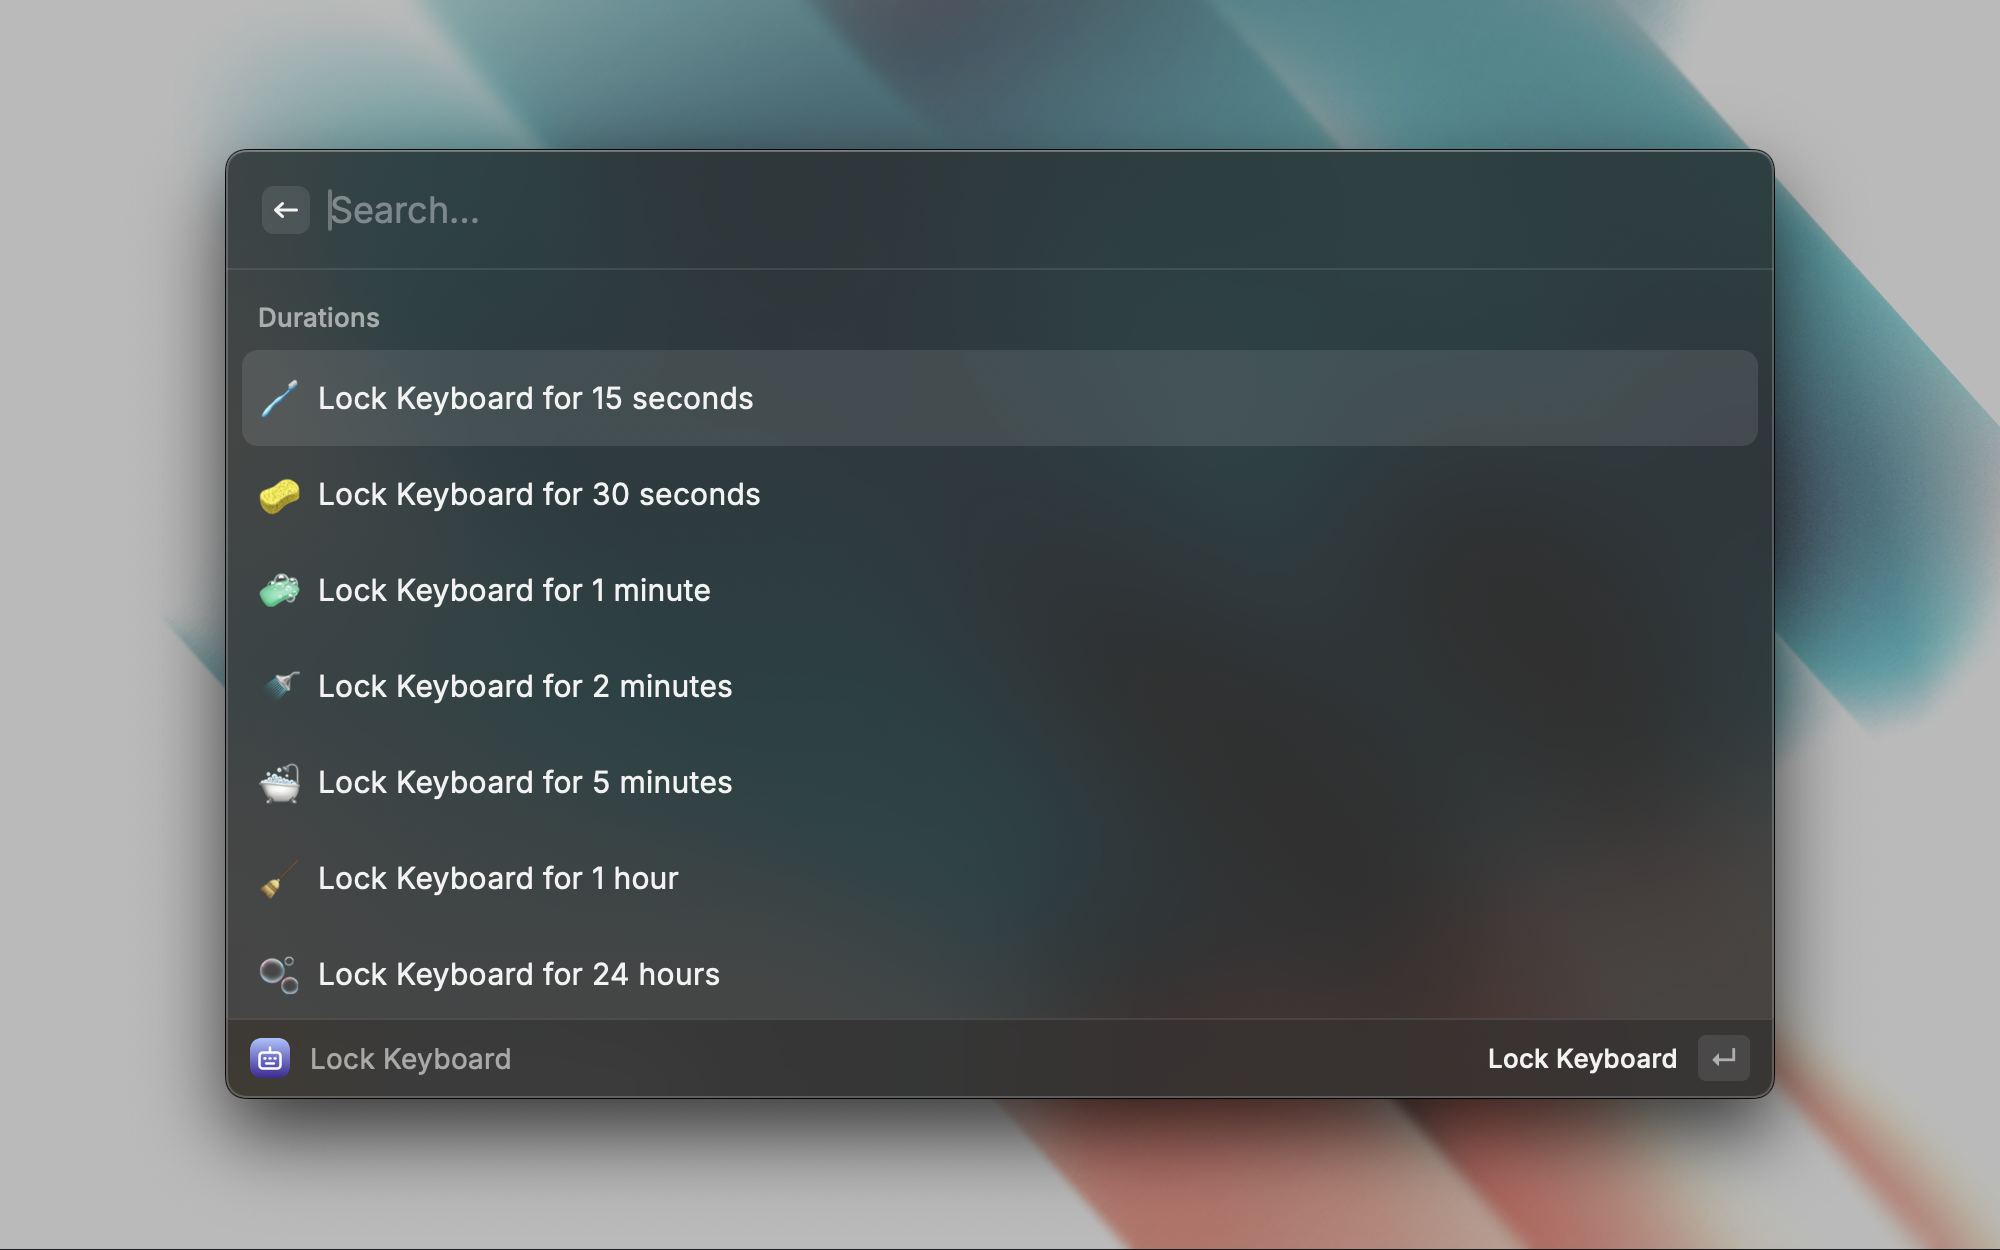 Search...
Durations
Lock Keyboard for 15 seconds
Lock Keyboard for 30 seconds
Lock Keyboard for 1 minute
Lock Keyboard for 2 minutes
Lock Keyboard for 5 minutes
Lock Keyboard for 1 hour
Lock Keyboard for 24 hours
Lock Keyboard
Lock Keyboard